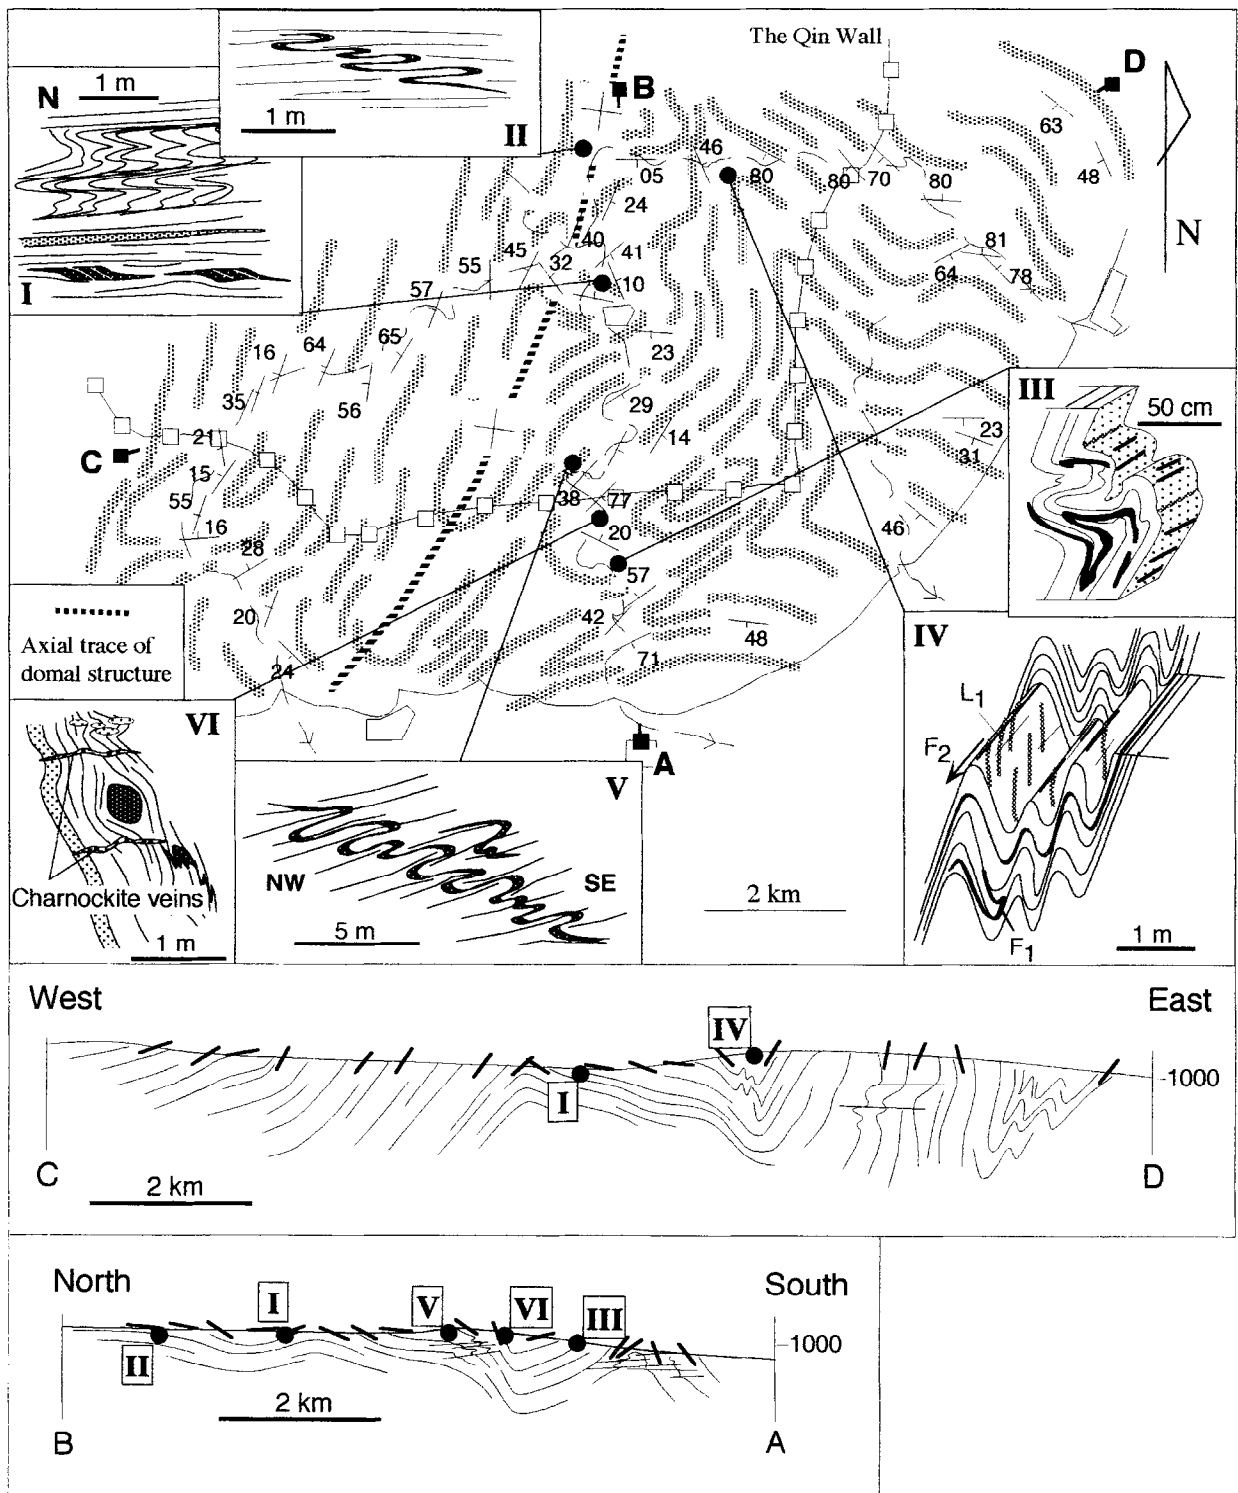 The Qin Wall
B
D
N
1 m
I
1 m
II
46
05
80
80
70
80
63
48
N
24
45
40
41
32
55
57
10
81
64
78
65
64
16
23
35
56
29
14
21
C
15
55
16
28
38
77
20
57
23
31
46
III
50 cm
20
42
48
71
24
Axial trace of
domal structure
A
IV
L1
F2
F1
1 m
VI
Charnockite veins
1 m
V
NW
SE
5 m
2 km
West
East
IV
I
-1000
C
D
2 km
North
South
I
V
VI
III
II
-1000
2 km
B
A